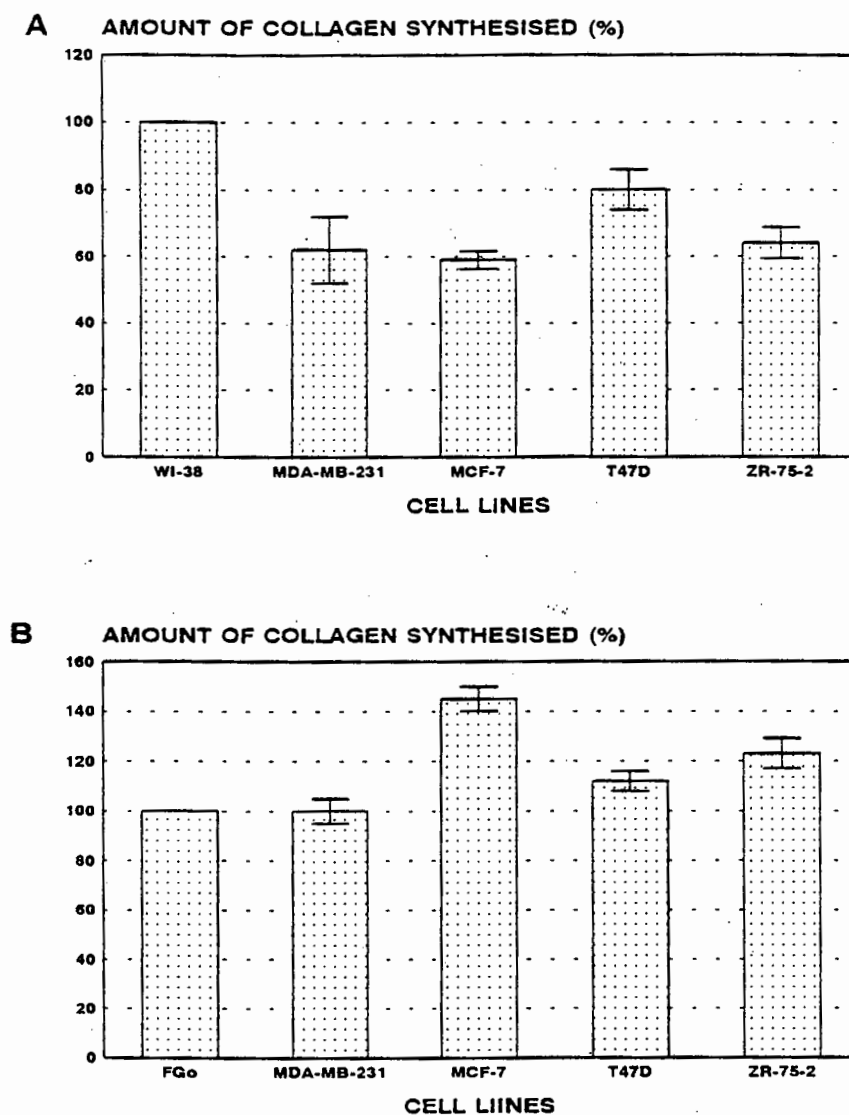 A AMOUNT OF COLLAGEN SYNTHESISED (%)
120
100
80
60
40
20
0
WI-38 MDA-MB-231 MCF-7 T47D ZR-75-2
CELL LINES
B AMOUNT OF COLLAGEN SYNTHESISED (%)
160
140
120
100
80
60
40
20
0
FGo MDA-MB-231 MCF-7 T47D ZR-75-2
CELL LIINES